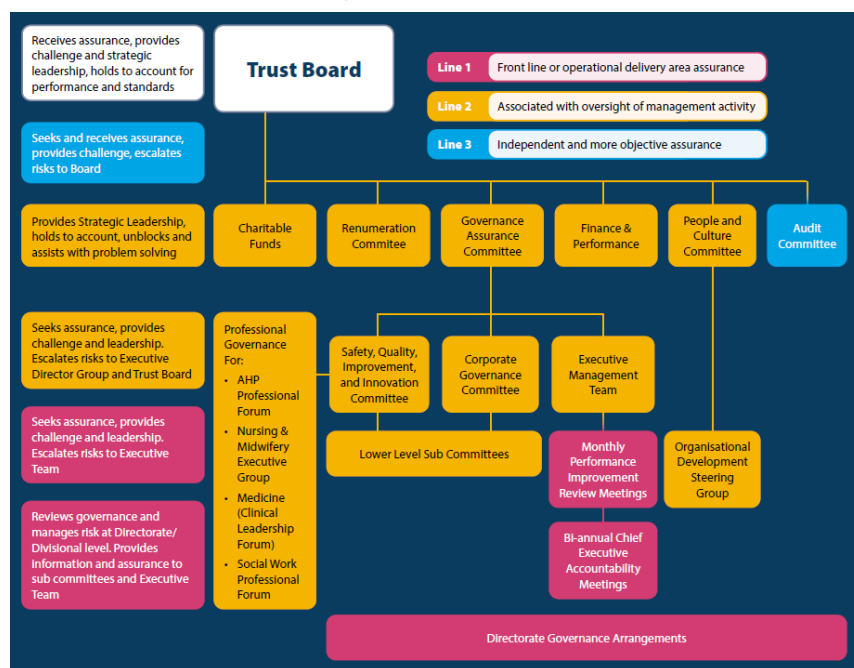 Receives assurance, provides
challenge and strategic
leadership, holds to account for
performance and standards
Trust Board
Line 1
Front line or operational delivery area assurance
Line 2
Associated with oversight of management activity
Line 3
Independent and more objective assurance
Seeks and receives assurance,
provides challenge, escalates
risks to Board
Provides Strategic Leadership,
holds to account, unblocks and
assists with problem solving
Charitable
Funds
Renumeration
Commitee
Governance
Assurance
Committee
Finance &
Performance
People and
Culture
Committee
Audit
Committee
Seeks assurance, provides
challenge and leadership.
Escalates risks to Executive
Director Group and Trust Board
Professional
Governance
For:
• AHP
Professional
Forum
• Nursing &
Midwifery
Executive
Group
• Medicine
(Clinical
Leadership
Forum)
• Social Work
Professional
Forum
Safety, Quality,
Improvement,
and Innovation
Committee
Corporate
Governance
Committee
Executive
Management
Team
Seeks assurance, provides
challenge and leadership.
Escalates risks to Executive
Team
Lower Level Sub Committees
Monthly
Performance
Improvement
Review Meetings
Organisational
Development
Steering
Group
Reviews governance and
manages risk at Directorate/
Divisional level. Provides
information and assurance to
sub committees and Executive
Team
Bi-annual Chief
Executive
Accountability
Meetings
Directorate Governance Arrangements